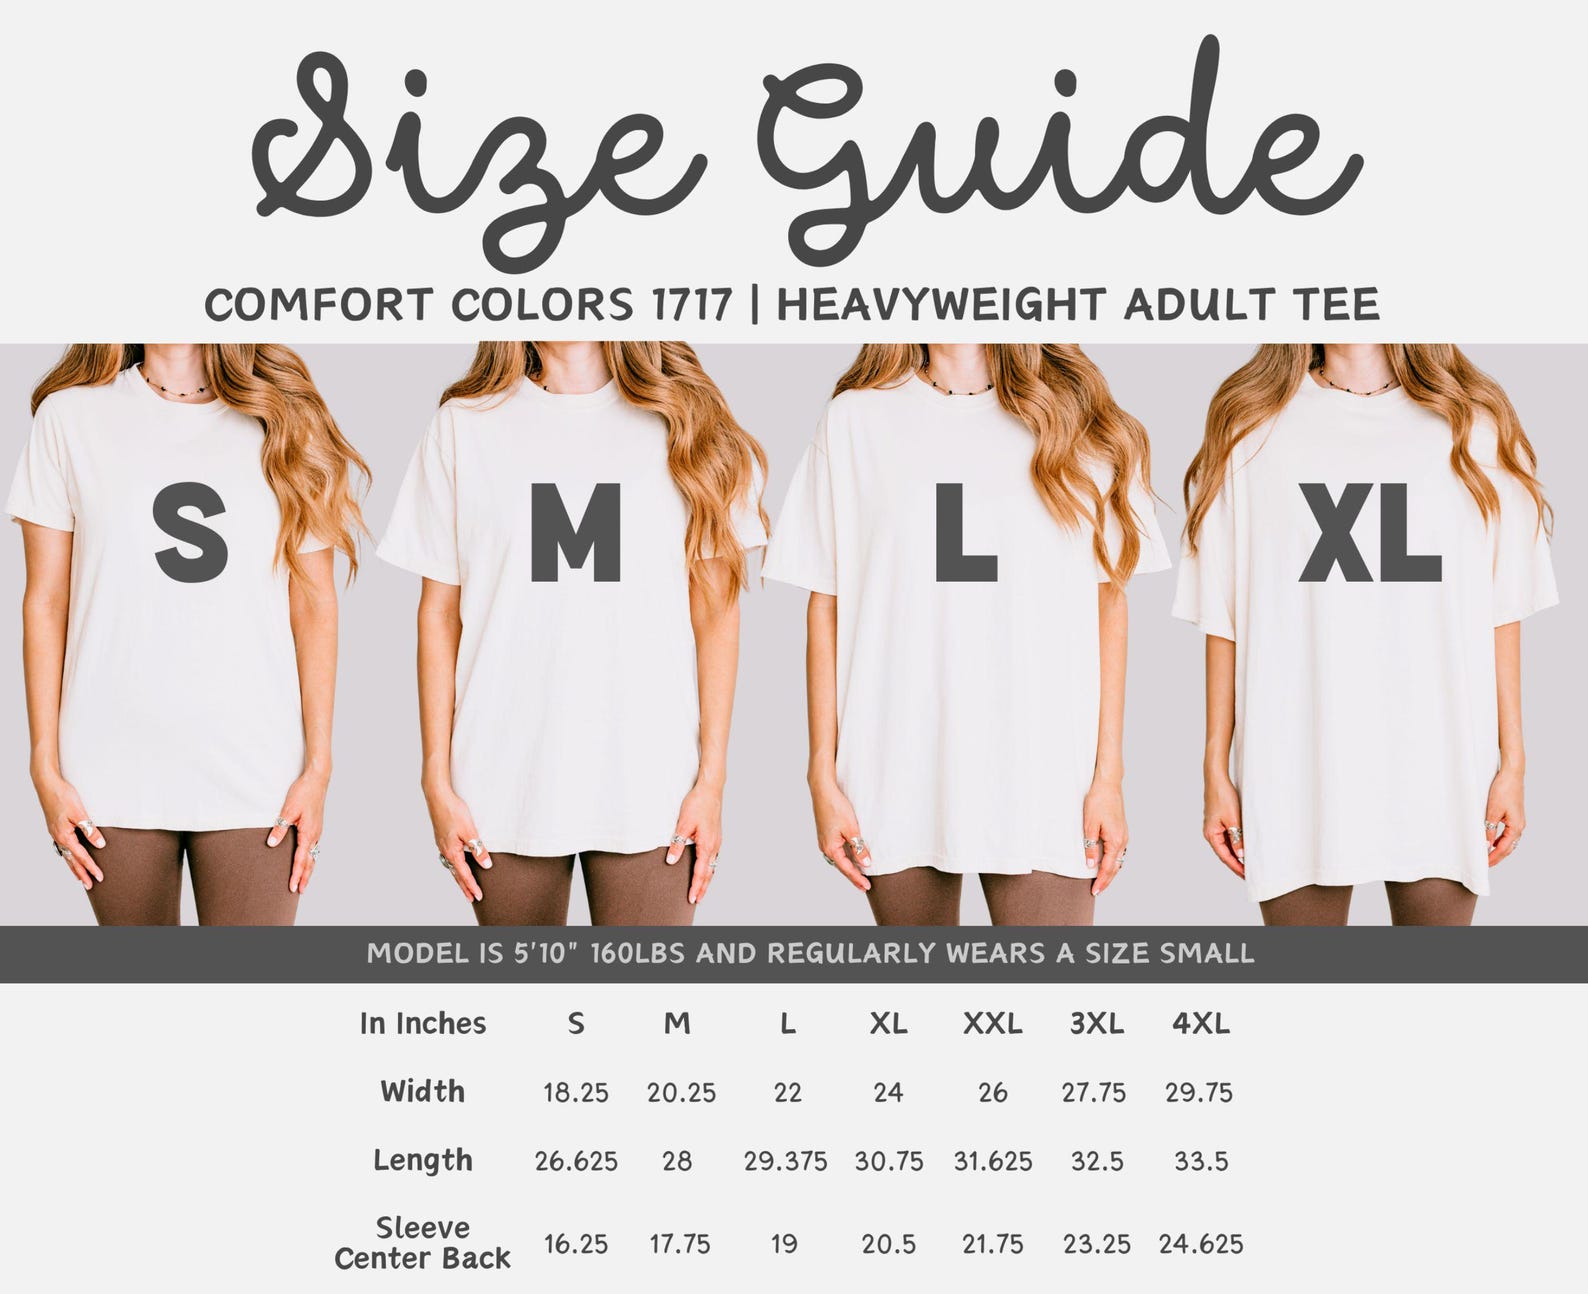 Size Guide
COMFORT COLORS 1717 | HEAVYWEIGHT ADULT TEE
S M L XL
MODEL IS 5'10" 160LBS AND REGULARLY WEARS A SIZE SMALL
In Inches S M L XL XXL 3XL 4XL
Width 18.25 20.25 22 24 26 27.75 29.75
Length 26.625 28 29.375 30.75 31.625 32.5 33.5
Sleeve
Center Back 16.25 17.75 19 20.5 21.75 23.25 24.625